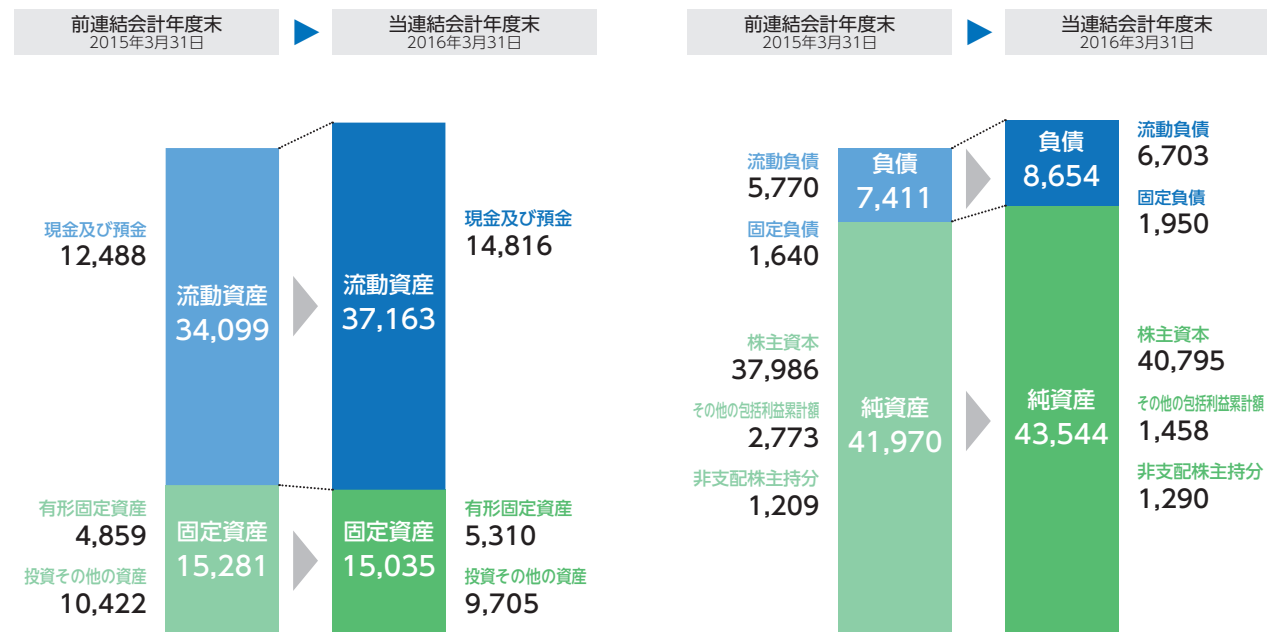 前連結会計年度末
2015年3月31日
当連結会計年度末
2016年3月31日
現金及び預金
12,488
流動資産
34,099
有形固定資産
4,859
投資その他の資産
10,422
固定資産
15,281
流動資産
37,163
現金及び預金
14,816
固定資産
15,035
有形固定資産
5,310
投資その他の資産
9,705
前連結会計年度末
2015年3月31日
当連結会計年度末
2016年3月31日
流動負債
5,770
固定負債
1,640
負債
7,411
株主資本
37,986
その他の包括利益累計額
2,773
非支配株主持分
1,209
純資産
41,970
負債
8,654
流動負債
6,703
固定負債
1,950
純資産
43,544
株主資本
40,795
その他の包括利益累計額
1,458
非支配株主持分
1,290